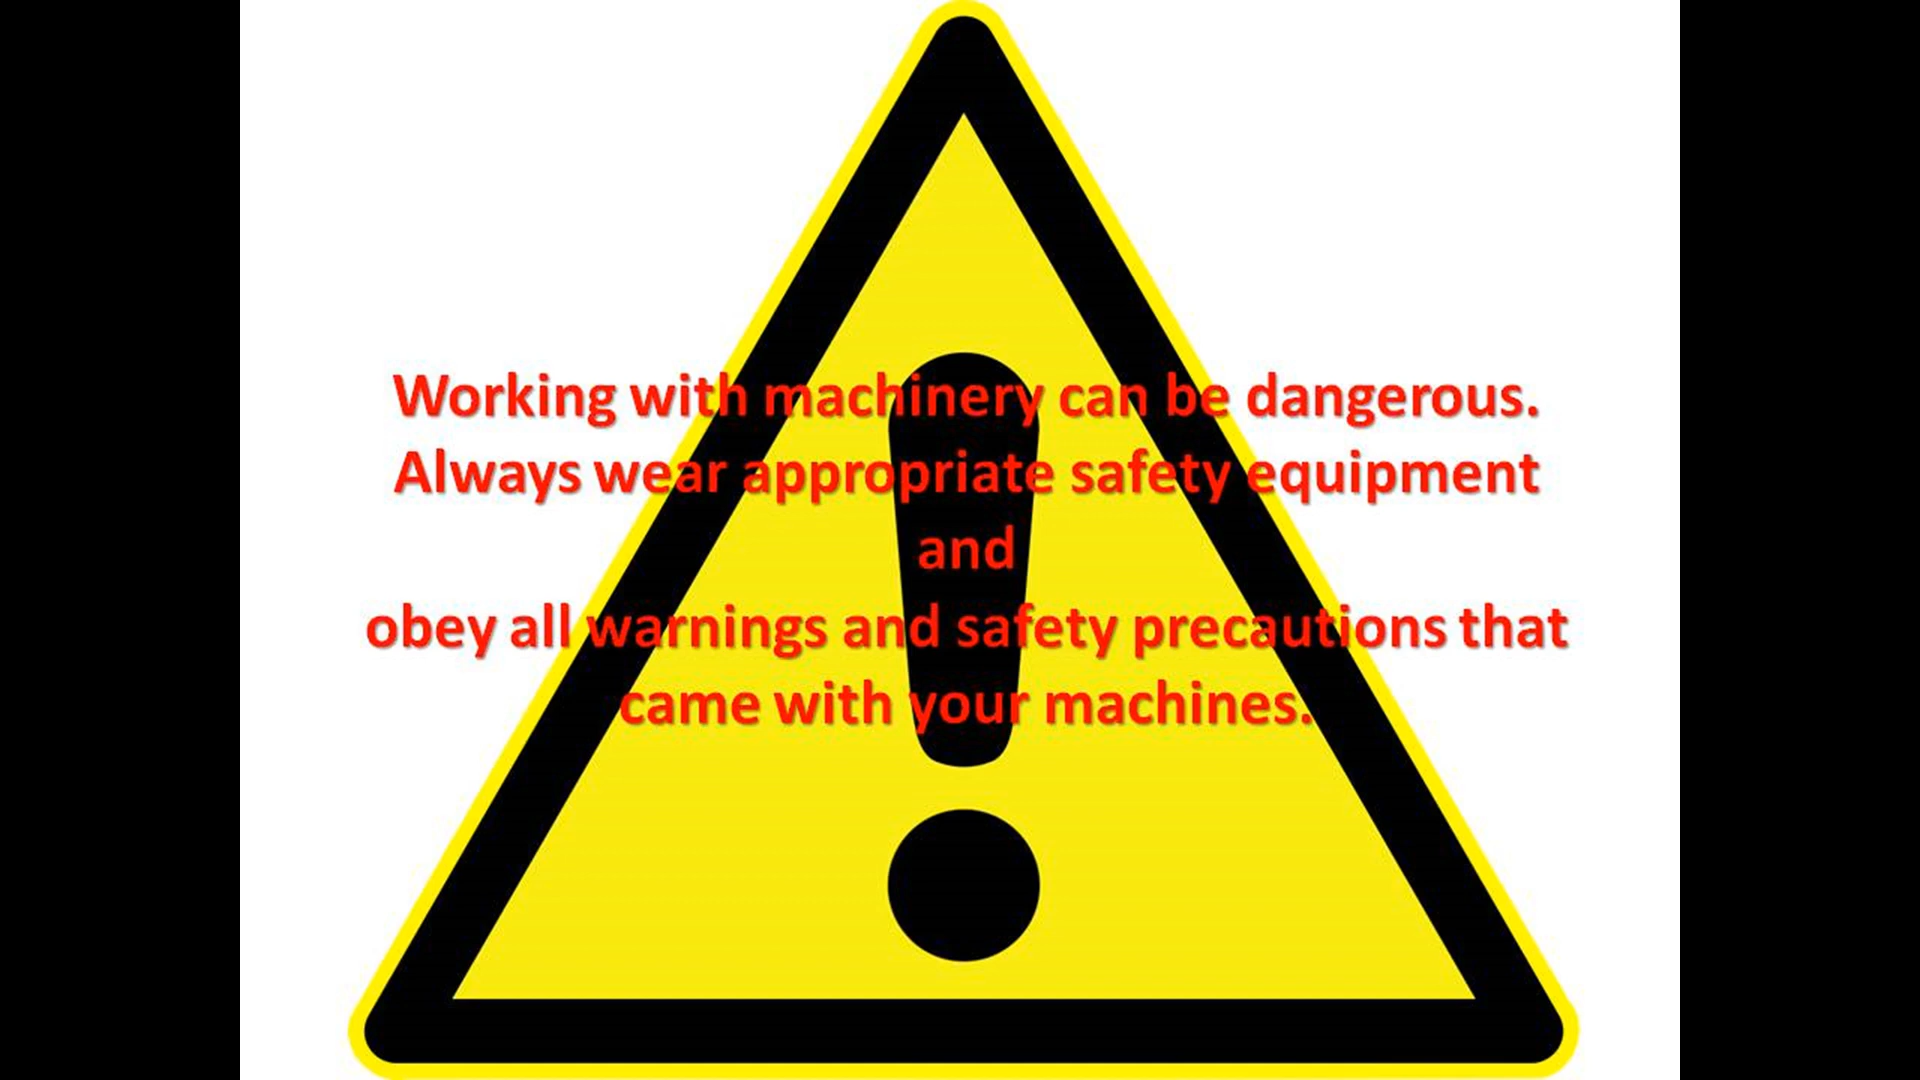 Working with machinery can be dangerous.
Always wear appropriate safety equipment
and
obey all warnings and safety precautions that
came with your machines.